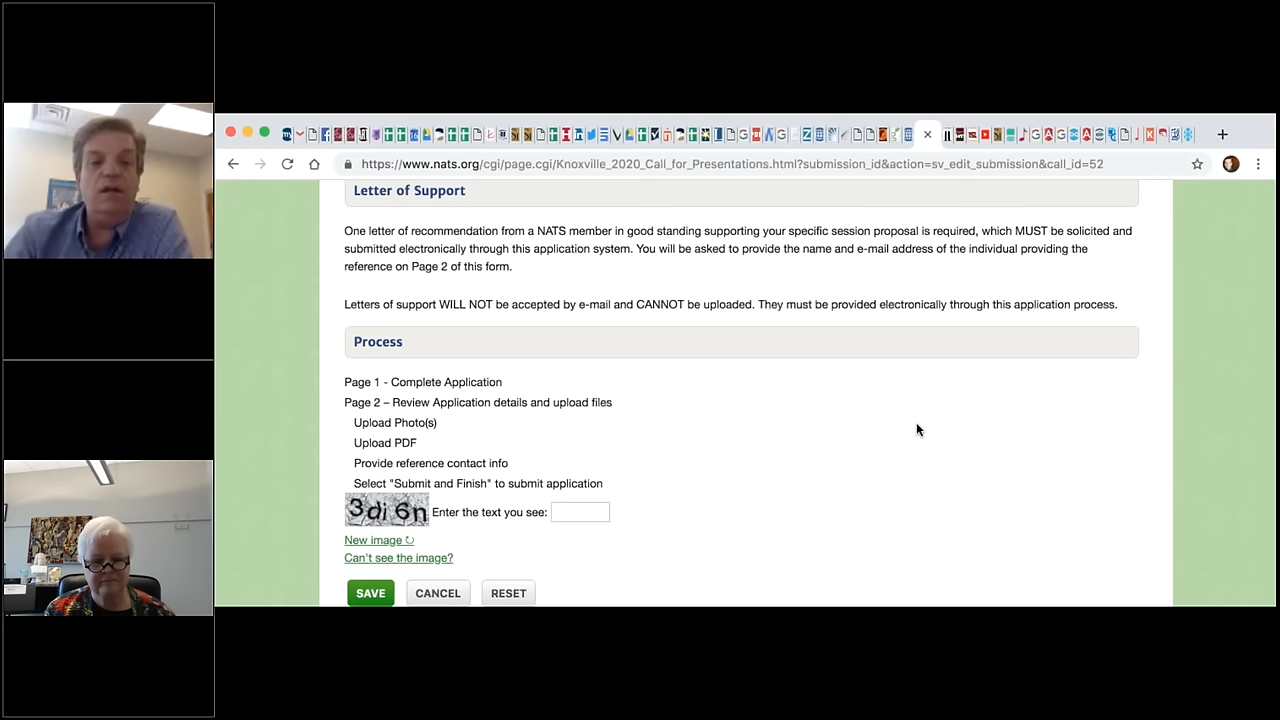 https://www.nats.org/cgi/page.cgi/Knoxville_2020_Call_for_Presentations.html?submission_id&action=sv_edit_submission&call_id=52
Letter of Support
One letter of recommendation from a NATS member in good standing supporting your specific session proposal is required, which MUST be solicited and
submitted electronically through this application system. You will be asked to provide the name and e-mail address of the individual providing the
reference on Page 2 of this form.
Letters of support WILL NOT be accepted by e-mail and CANNOT be uploaded. They must be provided electronically through this application process.
Process
Page 1 - Complete Application
Page 2 – Review Application details and upload files
Upload Photo(s)
Upload PDF
Provide reference contact info
Select "Submit and Finish" to submit application
3di6n Enter the text you see:
New image
Can't see the image?
SAVE CANCEL RESET